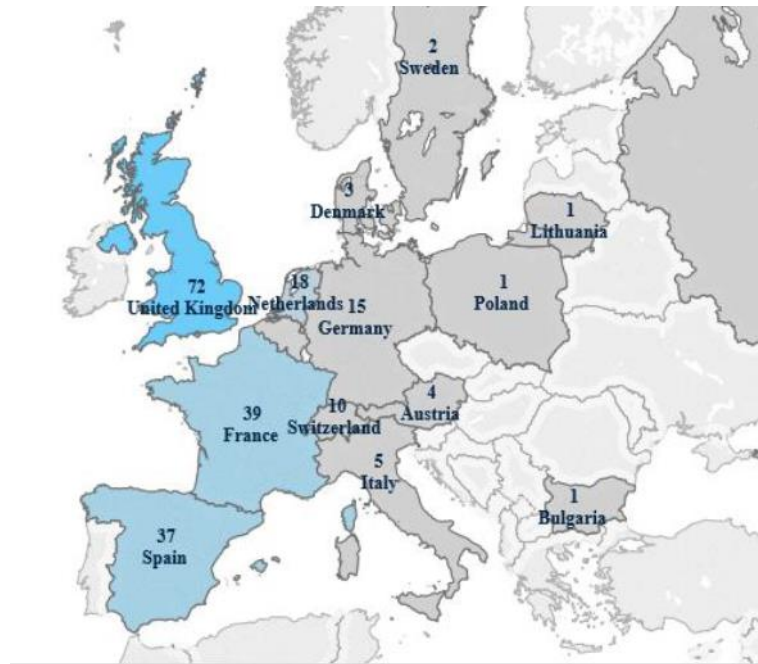 2
Sweden
3
Denmark
1
Lithuania
72
United Kingdom
18
Netherlands
15
Germany
1
Poland
39
France
10
Switzerland
4
Austria
5
Italy
1
Bulgaria
37
Spain